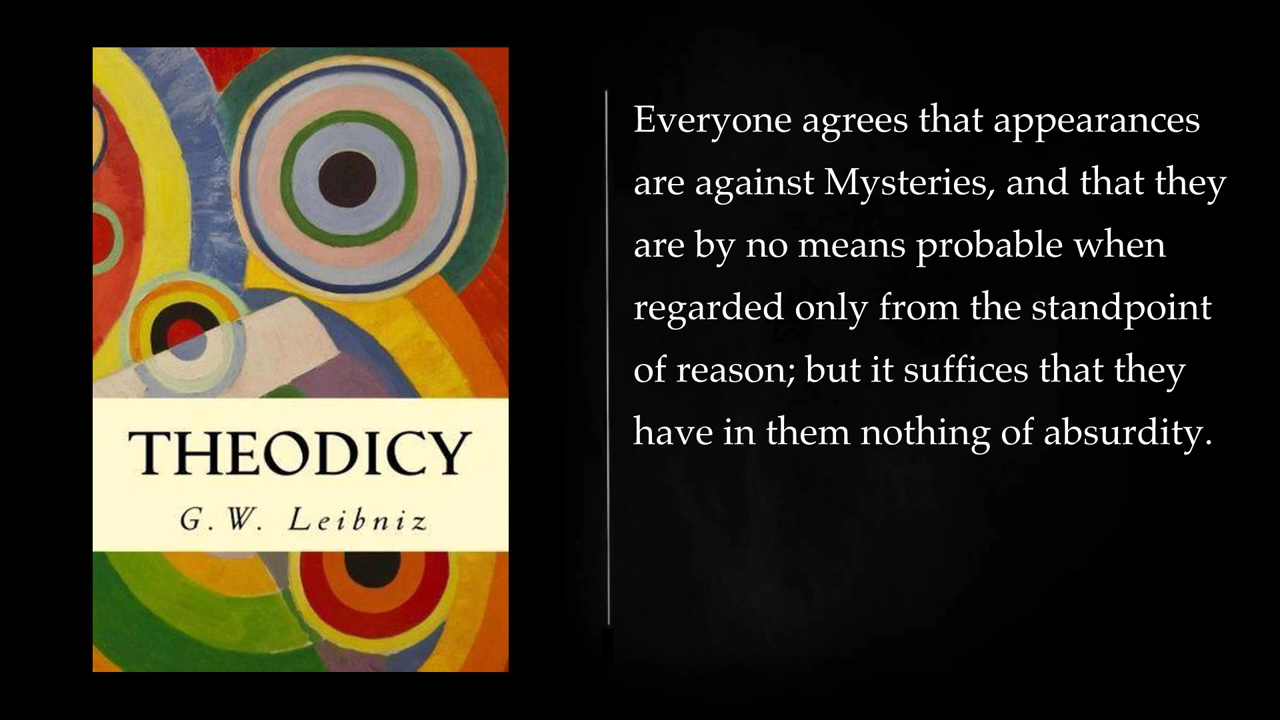 THEODICY
G. W. Leibniz
Everyone agrees that appearances
are against Mysteries, and that they
are by no means probable when
regarded only from the standpoint
of reason; but it suffices that they
have in them nothing of absurdity.